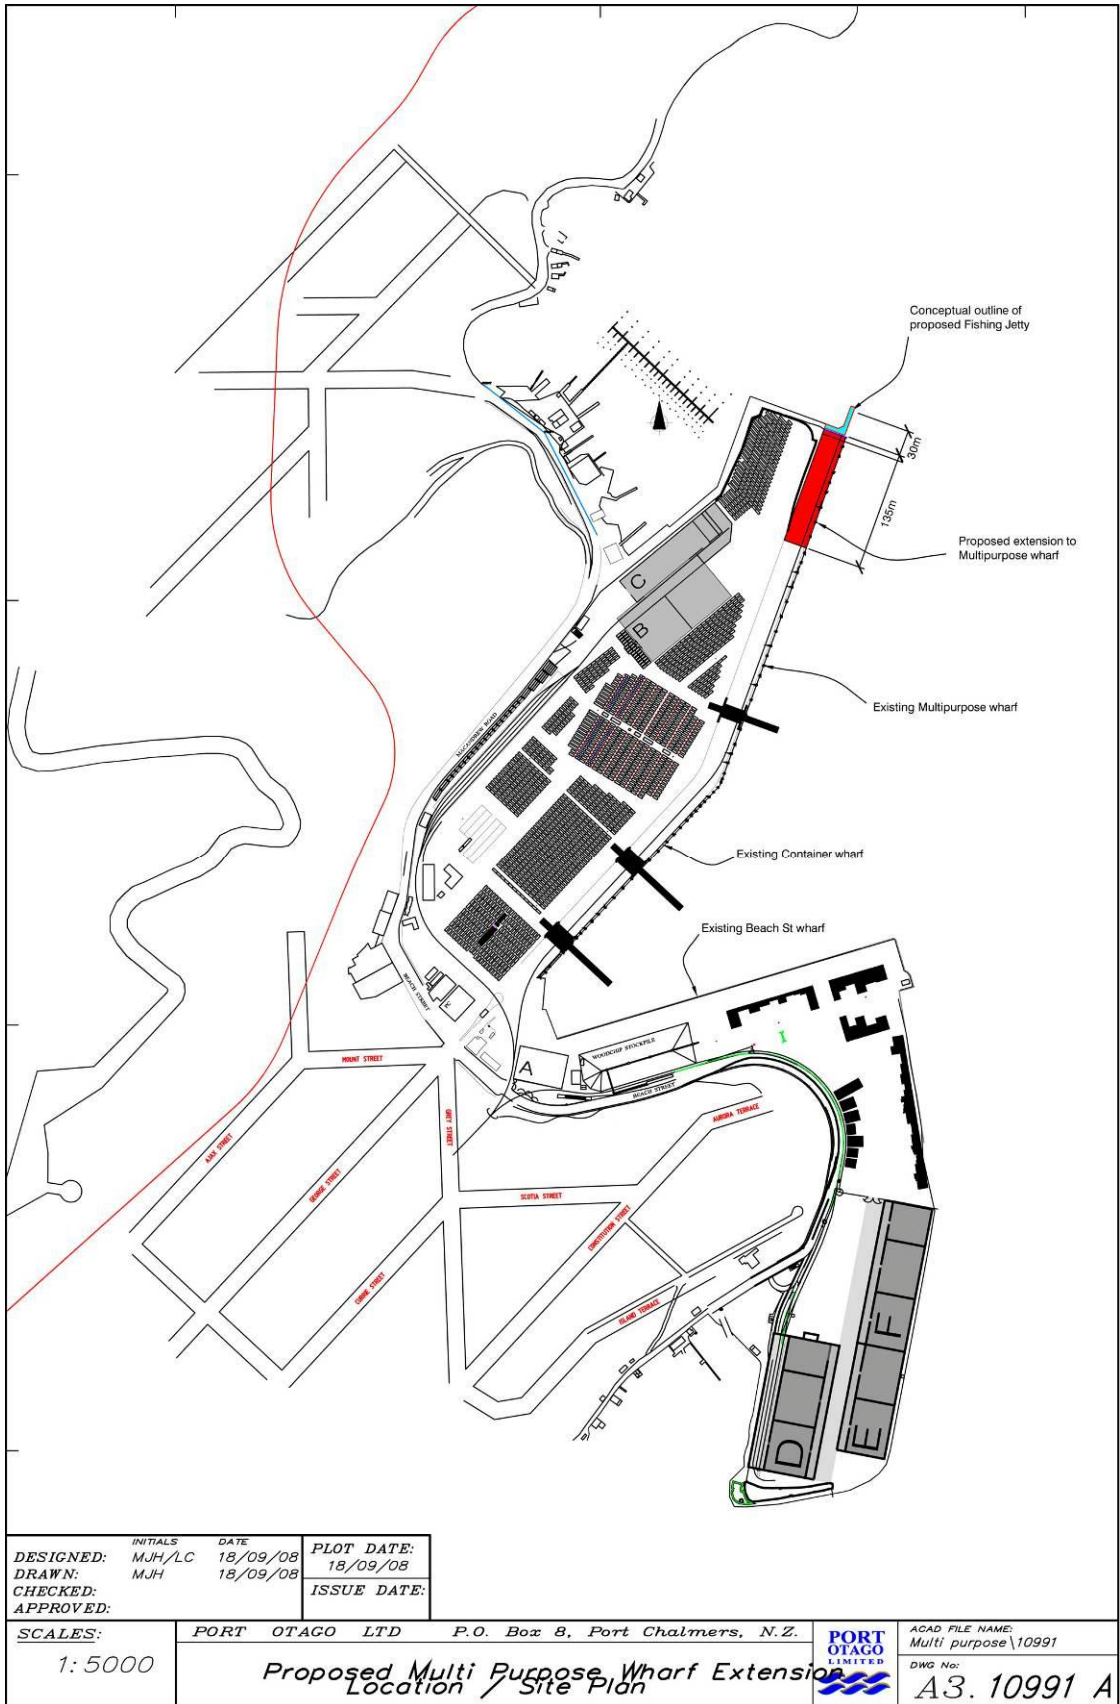 Conceptual outline of
proposed Fishing Jetty
30m
135m
Proposed extension to
Multipurpose wharf
C
B
Existing Multipurpose wharf
MACANDREW ROAD
Existing Container wharf
Existing Beach St wharf
BEACH STREET
WOODCHIP STOCKPILE
A
BEACH STREET
MOUNT STREET
GREY STREET
AURORA TERRACE
AJAX STREET
GEORGE STREET
SCOTIA STREET
CONSTITUTION STREET
CURRIE STREET
ISLAND TERRACE
F
D
E
INITIALS DATE
DESIGNED: MJH/LC 18/09/08
DRAWN: MJH 18/09/08
CHECKED:
APPROVED:
PLOT DATE:
18/09/08
ISSUE DATE:
SCALES:
1:5000
PORT OTAGO LTD P.O. Box 8, Port Chalmers, N.Z.
Proposed Multi Purpose Wharf Extension
Location / Site Plan
PORT
OTAGO
LIMITED
ACAD FILE NAME:
Multi purpose\10991
DWG No:
A3. 10991 A